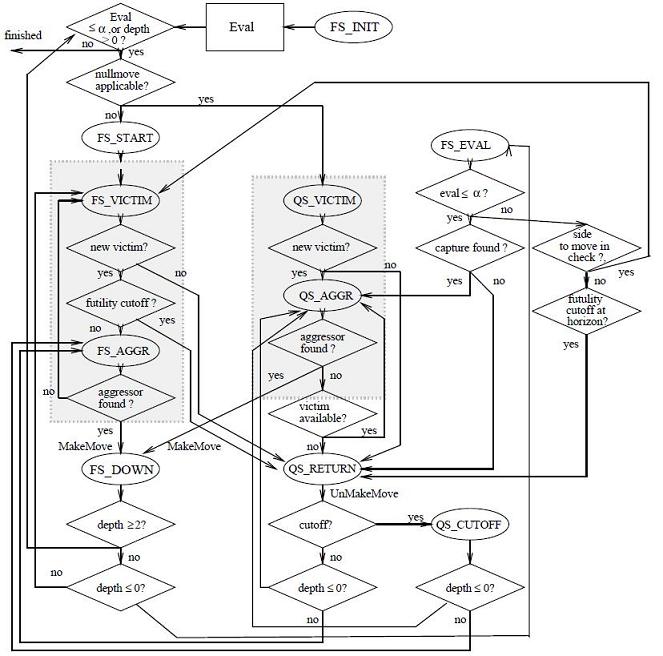 Eval
≤ α ,or depth
> 0 ?
Eval
FS_INIT
finished
no
yes
nullmove
applicable?
yes
no
FS_START
FS_EVAL
eval ≤ α ?
no
yes
FS_VICTIM
QS_VICTIM
side
to move in
check ?,
new victim?
new victim?
capture found ?
no
yes
no
yes
yes
yes
no
futility cutoff ?
QS_AGGR
futulity
cutoff at
horizon?
no
yes
no
yes
FS_AGGR
aggressor
found ?
no
aggressor
found ?
yes
no
yes
victim
available?
MakeMove
MakeMove
no
yes
FS_DOWN
QS_RETURN
UnMakeMove
depth ≥2?
cutoff?
yes
QS_CUTOFF
no
no
no
depth ≤ 0?
depth ≤ 0?
depth ≤ 0?
no
no